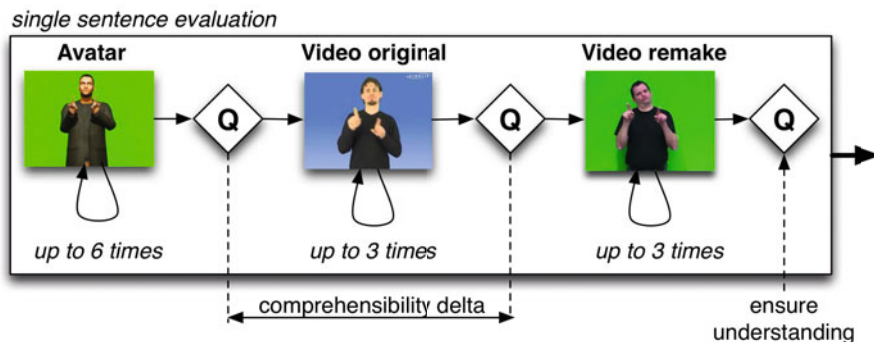 single sentence evaluation
Avatar
Video original
Video remake
Q
Q
Q
up to 6 times
up to 3 times
up to 3 times
comprehensibility delta
ensure
understanding